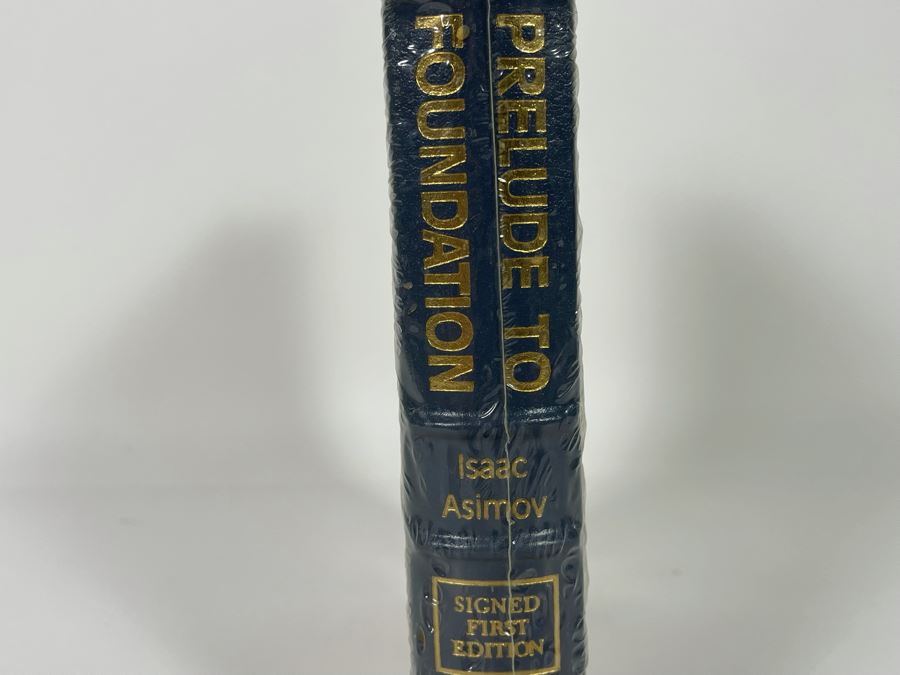 PRELUDE TO
FOUNDATION
Isaac
Asimov
SIGNED
FIRST
EDITION